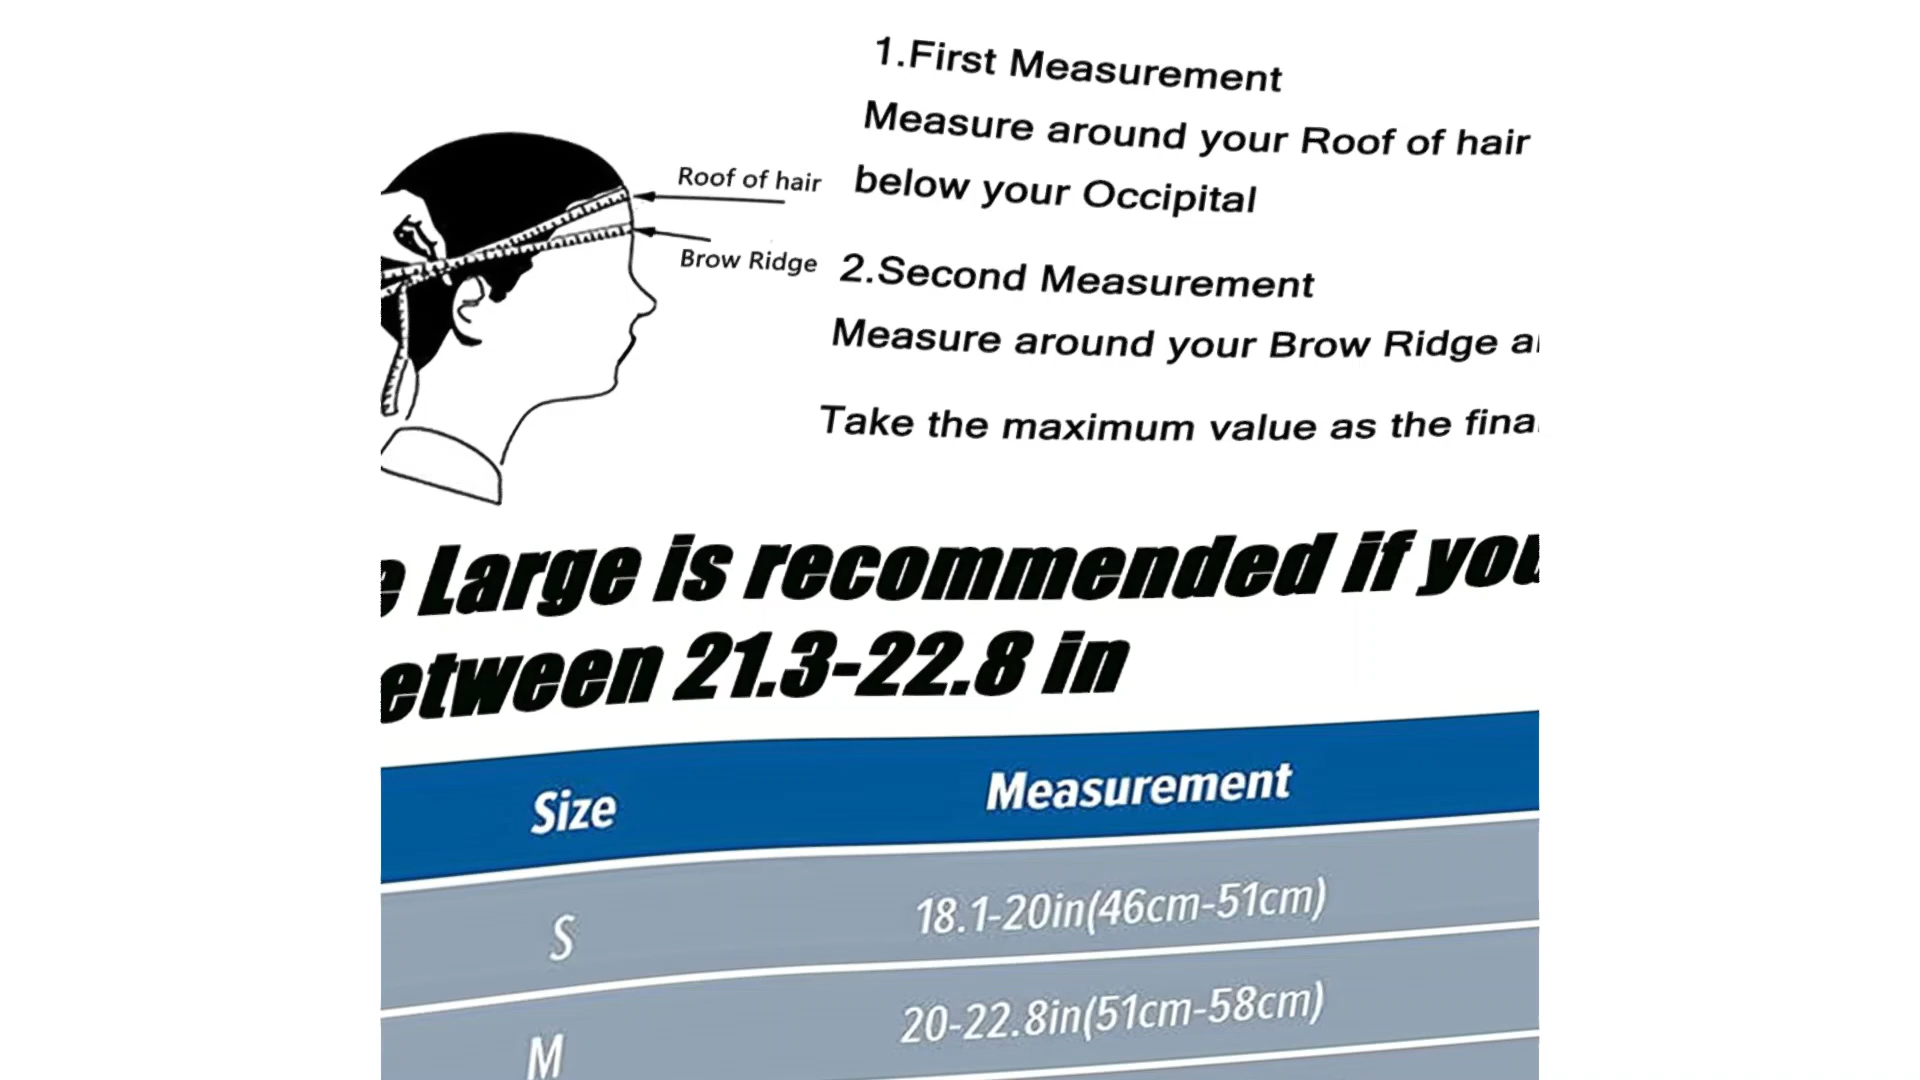 1.First Measurement
Measure around your Roof of hair
below your Occipital
Roof of hair
Brow Ridge
2.Second Measurement
Measure around your Brow Ridge
Take the maximum value as the
Large is recommended if
21.3-22.8 in
Size Measurement
S 18.1-20in(46cm-51cm)
M 20-22.8in(51cm-58cm)